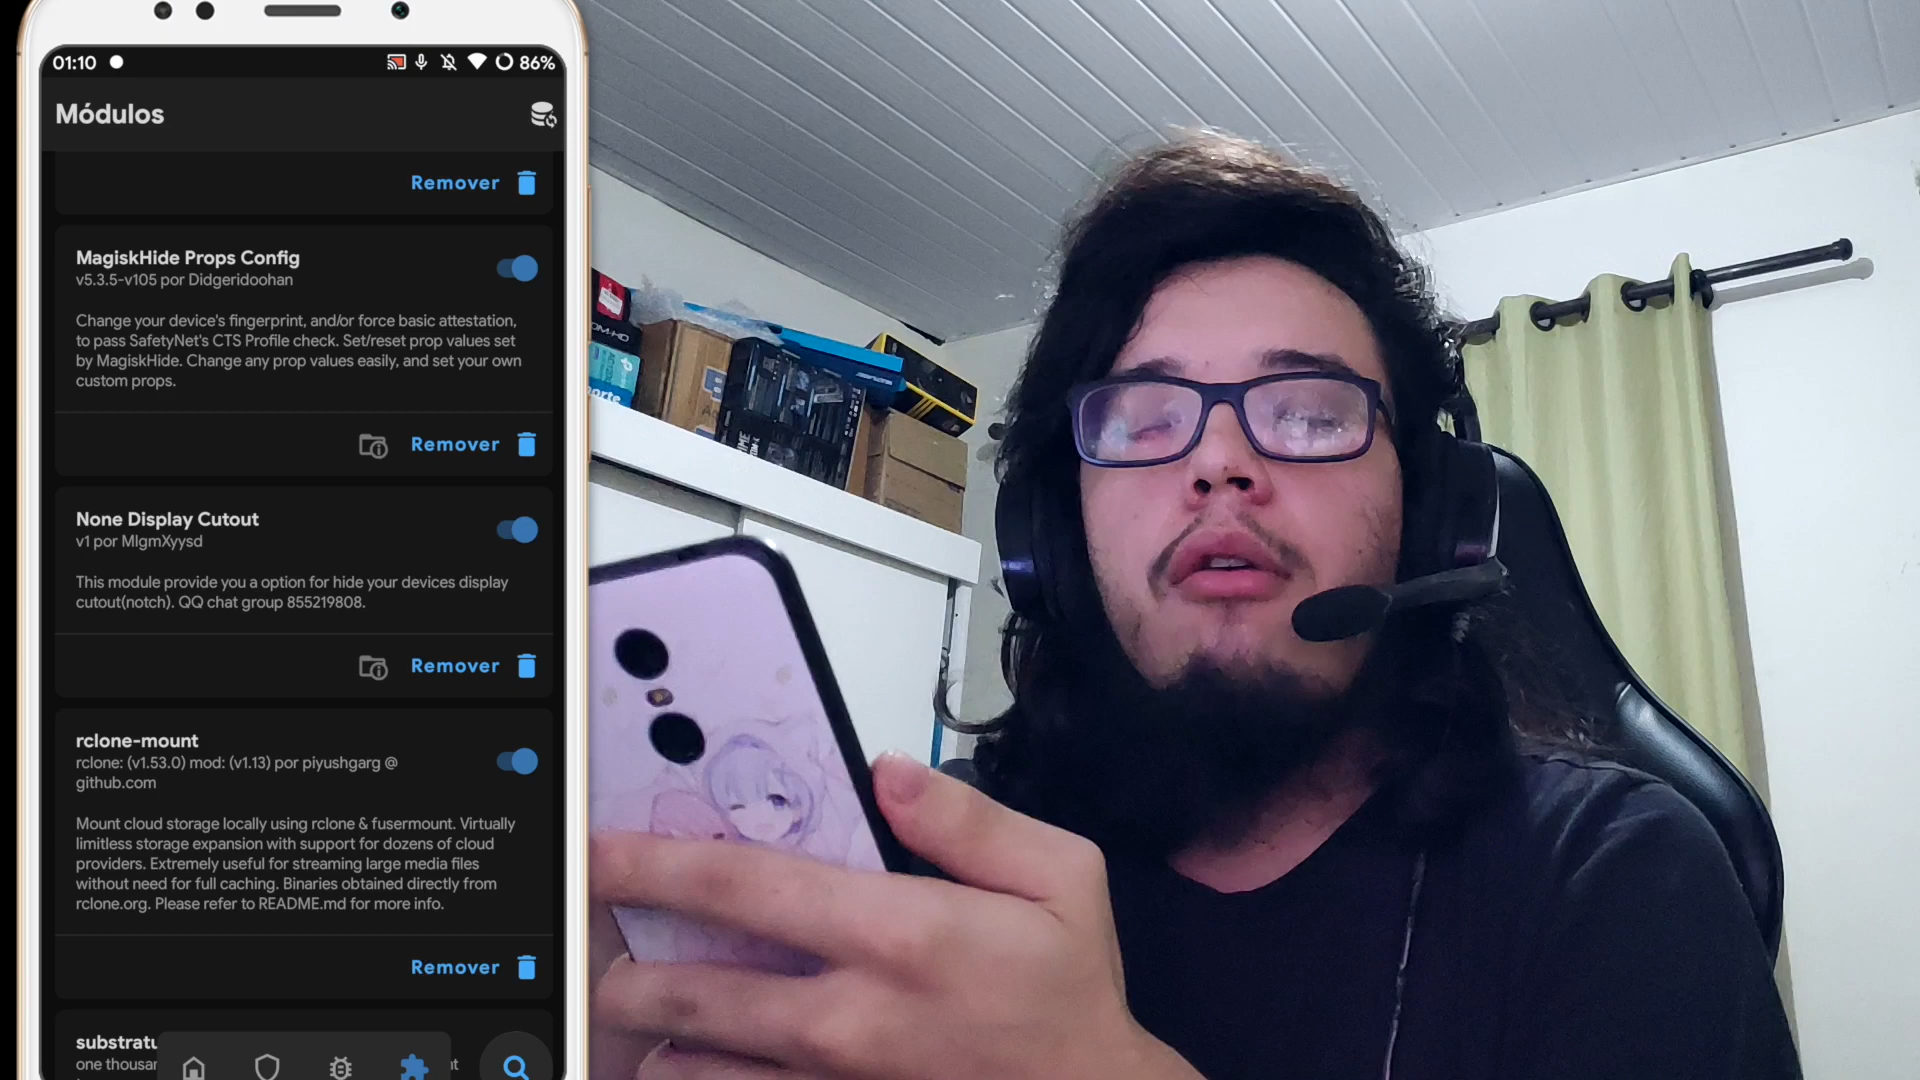 01:10
86%
Módulos
Remover
MagiskHide Props Config
v5.3.5-v105 por Didgeridoohan
Change your device's fingerprint, and/or force basic attestation,
to pass SafetyNet's CTS Profile check. Set/reset prop values set
by MagiskHide. Change any prop values easily, and set your own
custom props.
Remover
None Display Cutout
v1 por MlgmXyysd
This module provide you a option for hide your devices display
cutout(notch). QQ chat group 855219808.
Remover
rclone-mount
rclone: (v1.53.0) mod: (v1.13) por piyushgarg @
github.com
Mount cloud storage locally using rclone & fusermount. Virtually
limitless storage expansion with support for dozens of cloud
providers. Extremely useful for streaming large media files
without need for full caching. Binaries obtained directly from
rclone.org. Please refer to README.md for more info.
Remover
one